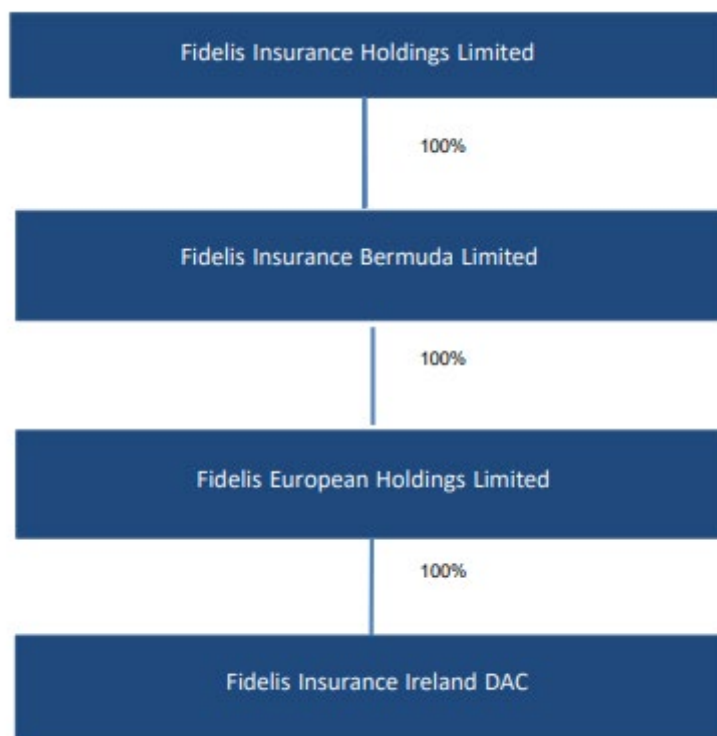 Fidelis Insurance Holdings Limited
100%
Fidelis Insurance Bermuda Limited
100%
Fidelis European Holdings Limited
100%
Fidelis Insurance Ireland DAC